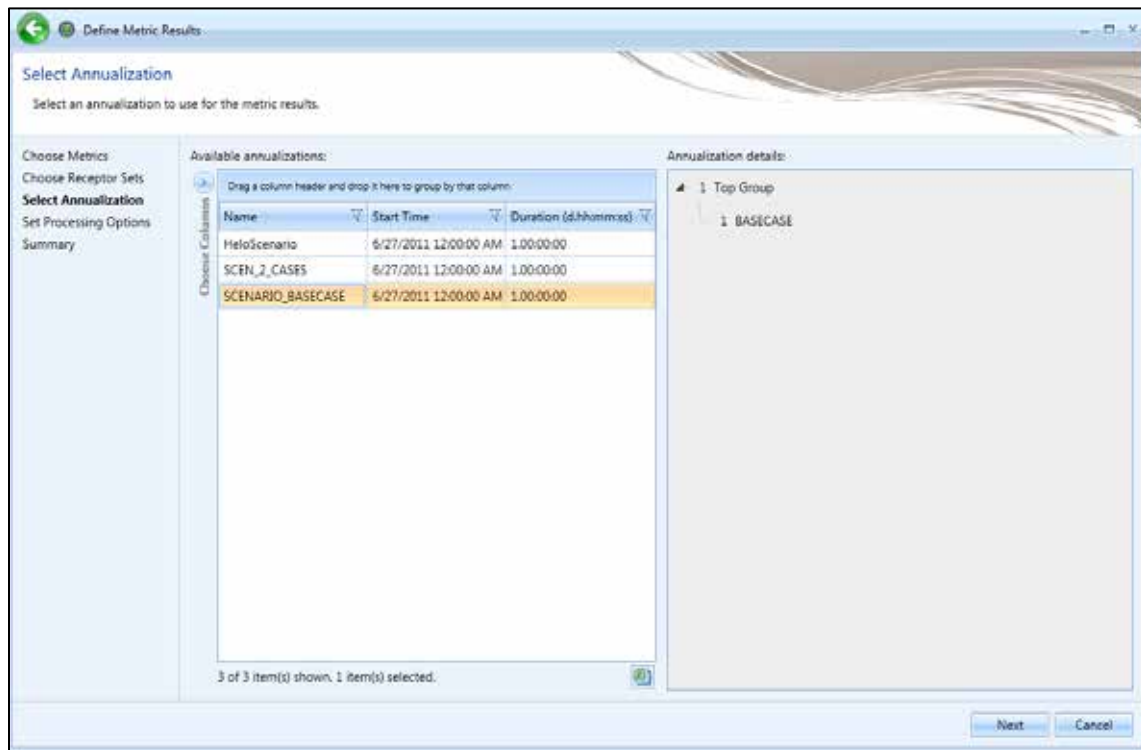 Define Metric Results
Select Annualization
Select an annualization to use for the metric results.
Choose Metrics
Choose Receptor Sets
Select Annualization
Set Processing Options
Summary
Available annualizations:
Choose Columns
Drag a column header and drop it here to group by that column
Name Start Time Duration (d.hh:mm:ss)
HeloScenario 6/27/2011 12:00:00 AM 1.00:00:00
SCEN_2_CASES 6/27/2011 12:00:00 AM 1.00:00:00
SCENARIO_BASECASE 6/27/2011 12:00:00 AM 1.00:00:00
3 of 3 item(s) shown. 1 item(s) selected.
Annualization details:
1 Top Group
1 BASECASE
Next Cancel